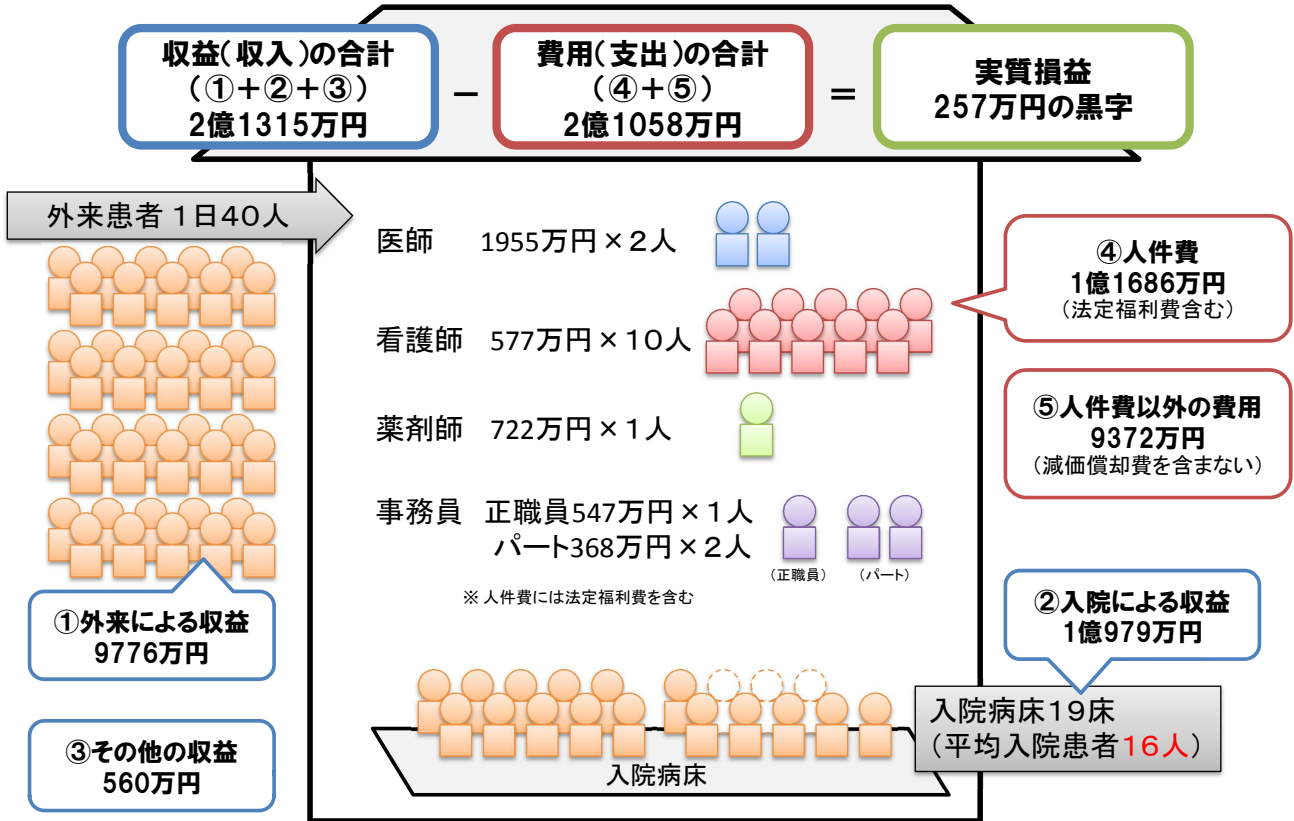 収益(収入)の合計
(①+②+③)
2億1315万円
−
費用(支出)の合計
(④+⑤)
2億1058万円
=
実質損益
257万円の黒字
外来患者 1日40人
医師 1955万円×2人
看護師 577万円×10人
薬剤師 722万円×1人
事務員 正職員547万円×1人
パート368万円×2人
(正職員) (パート)
※ 人件費には法定福利費を含む
④人件費
1億1686万円
(法定福利費含む)
⑤人件費以外の費用
9372万円
(減価償却費を含まない)
①外来による収益
9776万円
②入院による収益
1億979万円
③その他の収益
560万円
入院病床19床
(平均入院患者16人)
入院病床